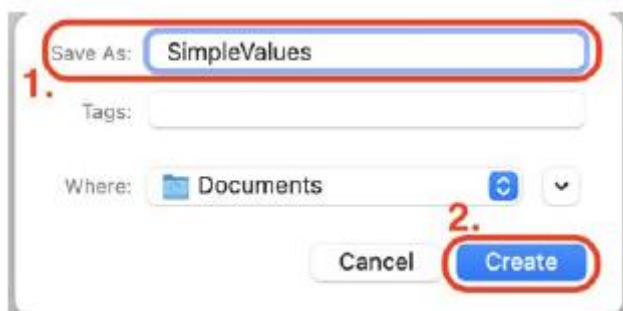 Save As: SimpleValues
1.
Tags:
Where: Documents
2.
Cancel Create